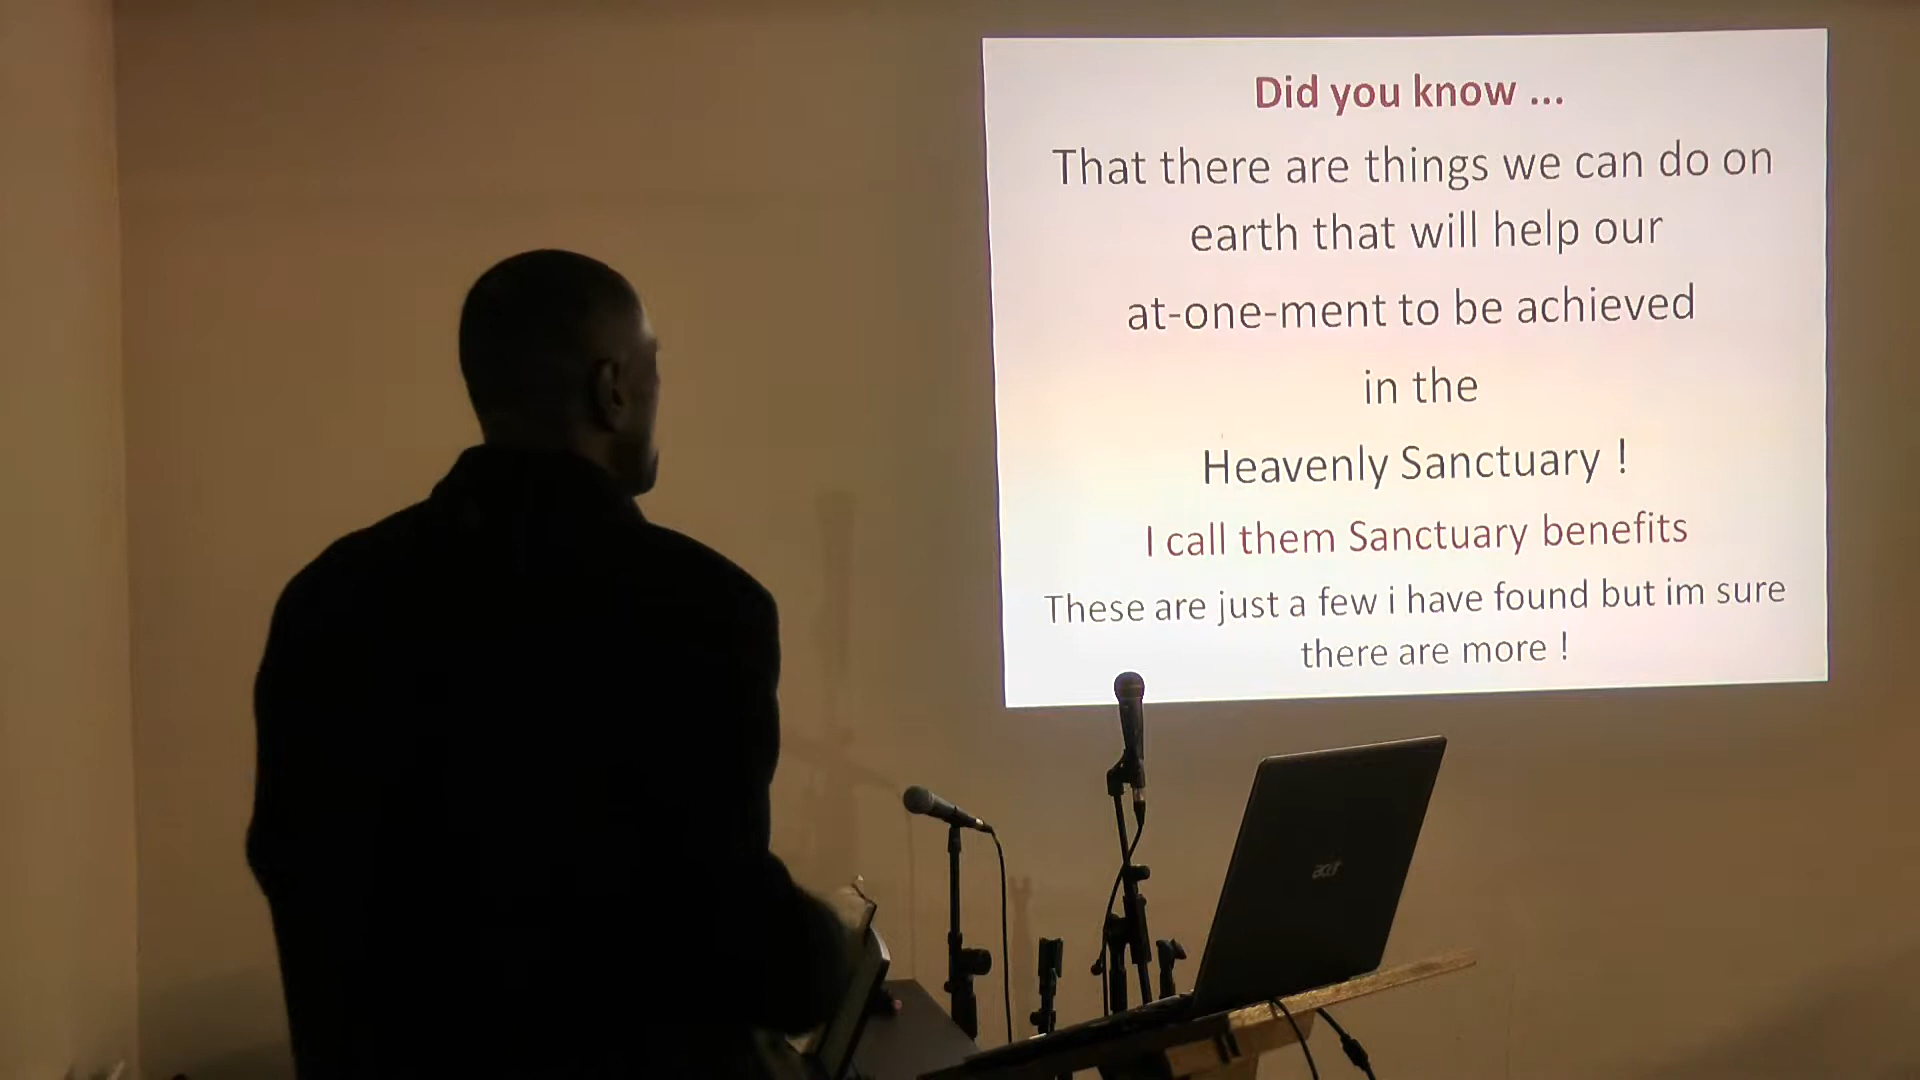 Did you know ...
That there are things we can do on
earth that will help our
at-one-ment to be achieved
in the
Heavenly Sanctuary !
I call them Sanctuary benefits
These are just a few i have found but im sure
there are more !
acer